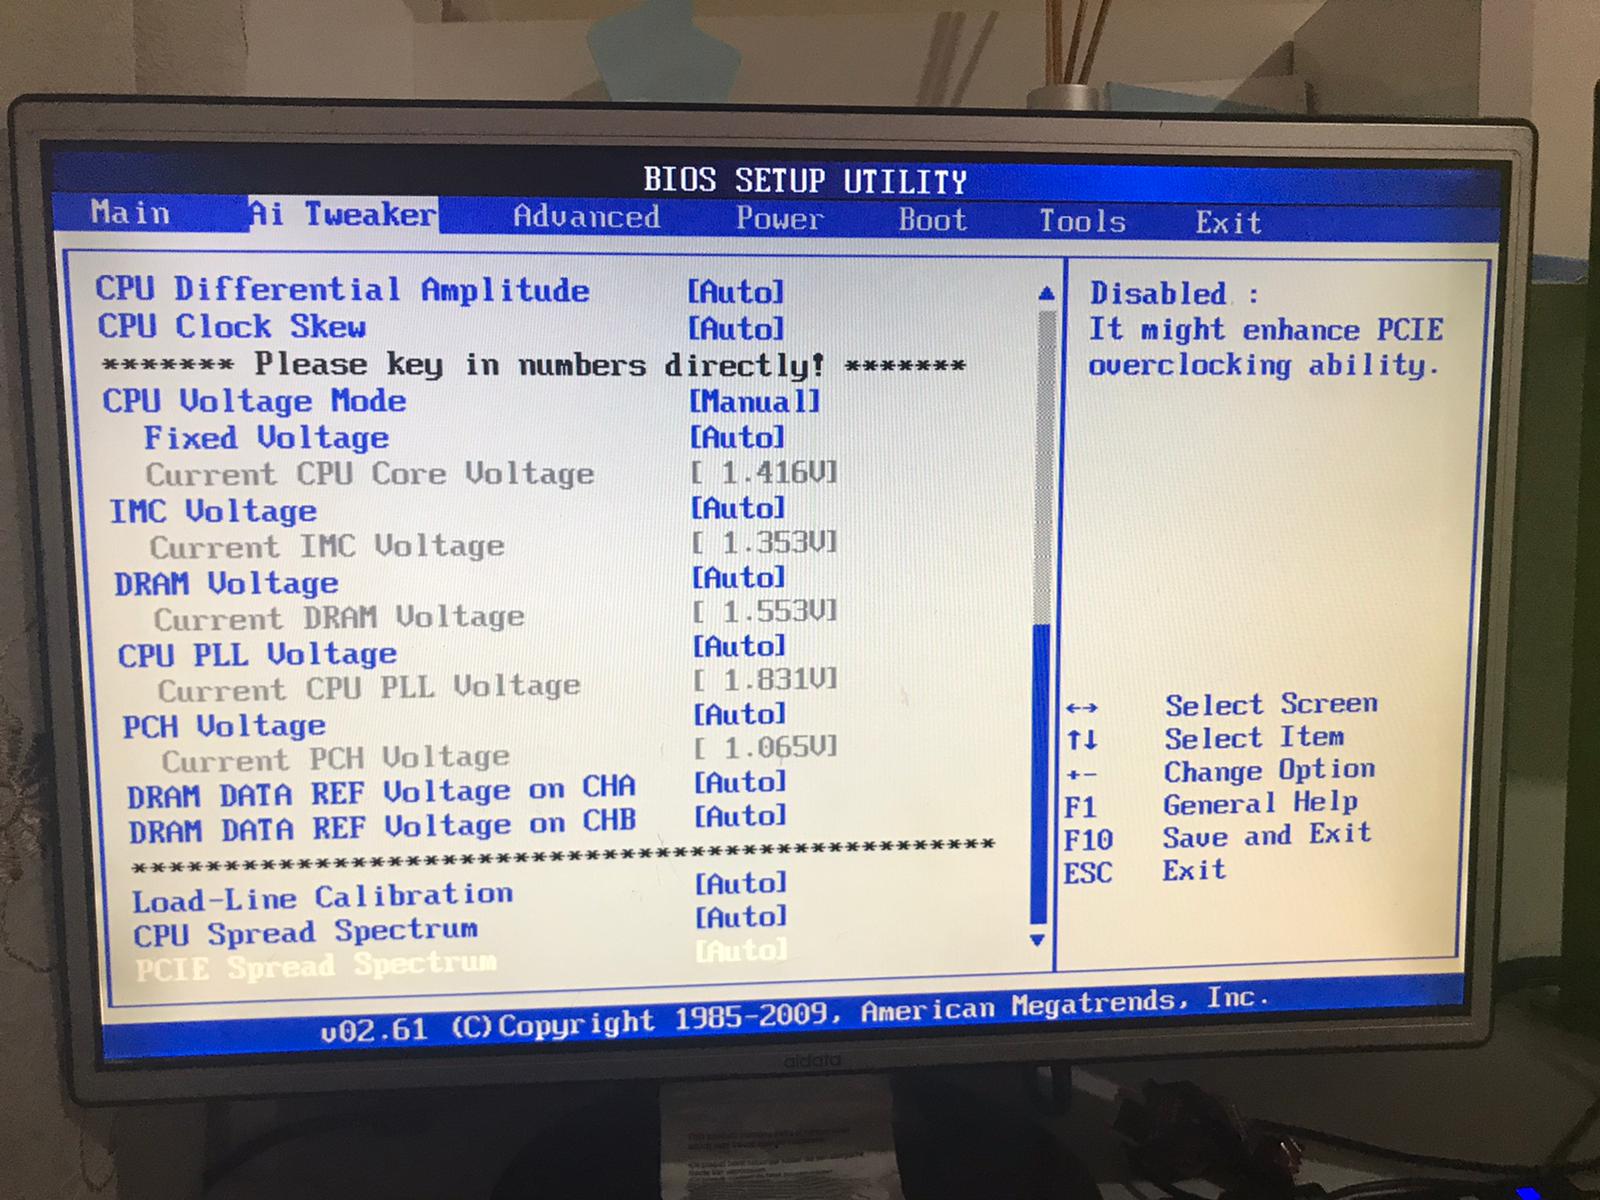 BIOS SETUP UTILITY
Main Ai Tweaker Advanced Power Boot Tools Exit
CPU Differential Amplitude [Auto]
CPU Clock Skew [Auto]
******* Please key in numbers directly! *******
CPU Voltage Mode [Manual]
Fixed Voltage [Auto]
Current CPU Core Voltage [ 1.416V]
IMC Voltage [Auto]
Current IMC Voltage [ 1.353V]
DRAM Voltage [Auto]
Current DRAM Voltage [ 1.553V]
CPU PLL Voltage [Auto]
Current CPU PLL Voltage [ 1.831V]
PCH Voltage [Auto]
Current PCH Voltage [ 1.065V]
DRAM DATA REF Voltage on CHA [Auto]
DRAM DATA REF Voltage on CHB [Auto]
***********************************************
Load-Line Calibration [Auto]
CPU Spread Spectrum [Auto]
PCIE Spread Spectrum [Auto]
Disabled :
It might enhance PCIE
overclocking ability.
←→ Select Screen
↑↓ Select Item
+- Change Option
F1 General Help
F10 Save and Exit
ESC Exit
v02.61 (C)Copyright 1985-2009, American Megatrends, Inc.